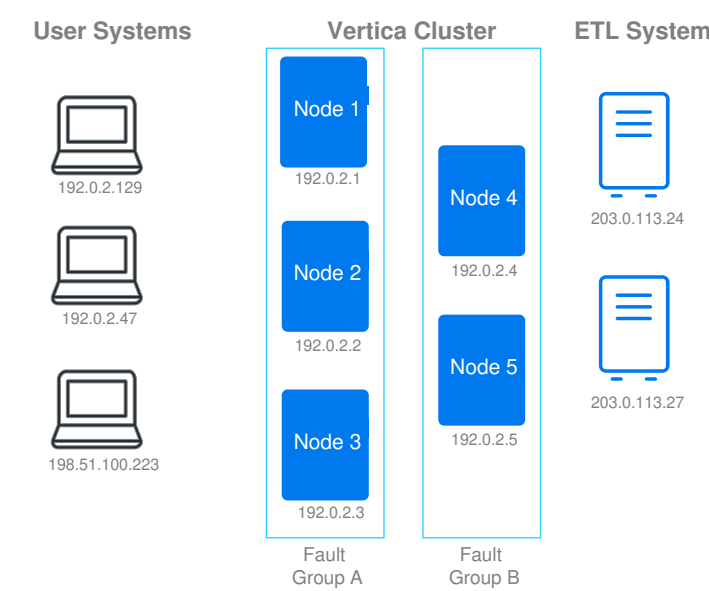 User Systems
Vertica Cluster
ETL System
192.0.2.129
192.0.2.47
198.51.100.223
Node 1
192.0.2.1
Node 2
192.0.2.2
Node 3
192.0.2.3
Fault
Group A
Node 4
192.0.2.4
Node 5
192.0.2.5
Fault
Group B
203.0.113.24
203.0.113.27